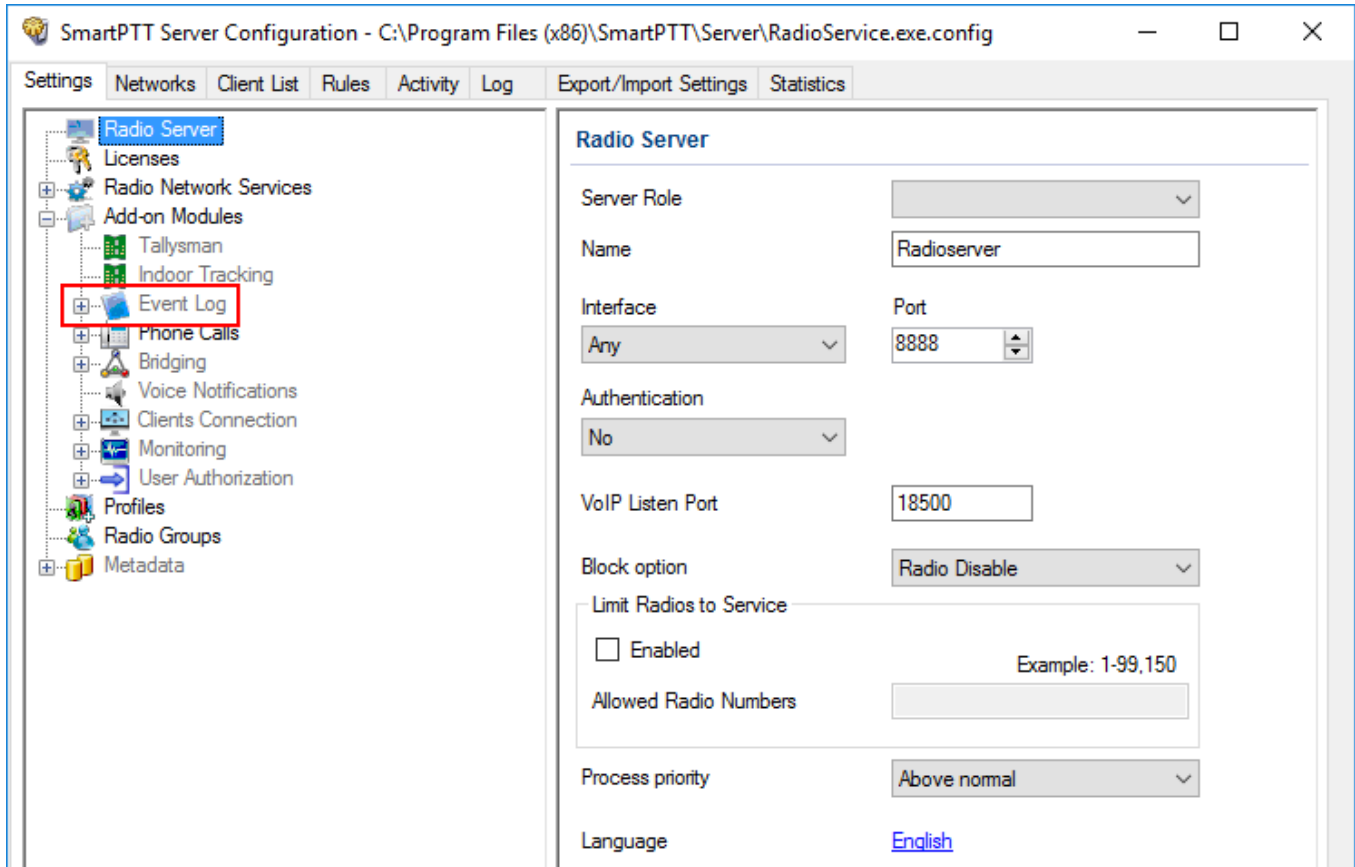 SmartPTT Server Configuration - C:\Program Files (x86)\SmartPTT\Server\RadioService.exe.config
Settings Networks Client List Rules Activity Log Export/Import Settings Statistics
Radio Server
Licenses
Radio Network Services
Add-on Modules
Tallysman
Indoor Tracking
Event Log
Phone Calls
Bridging
Voice Notifications
Clients Connection
Monitoring
User Authorization
Profiles
Radio Groups
Metadata
Radio Server
Server Role
Name Radioserver
Interface Port
Any 8888
Authentication
No
VoIP Listen Port 18500
Block option Radio Disable
Limit Radios to Service
Enabled
Example: 1-99,150
Allowed Radio Numbers
Process priority Above normal
Language English